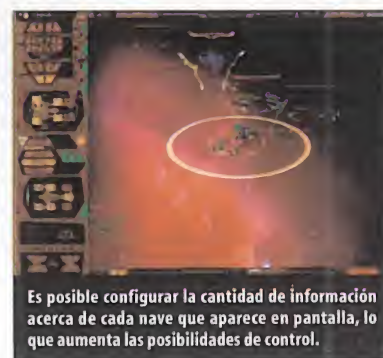 Es posible configurar la cantidad de información
acerca de cada nave que aparece en pantalla, lo
que aumenta las posibilidades de control.